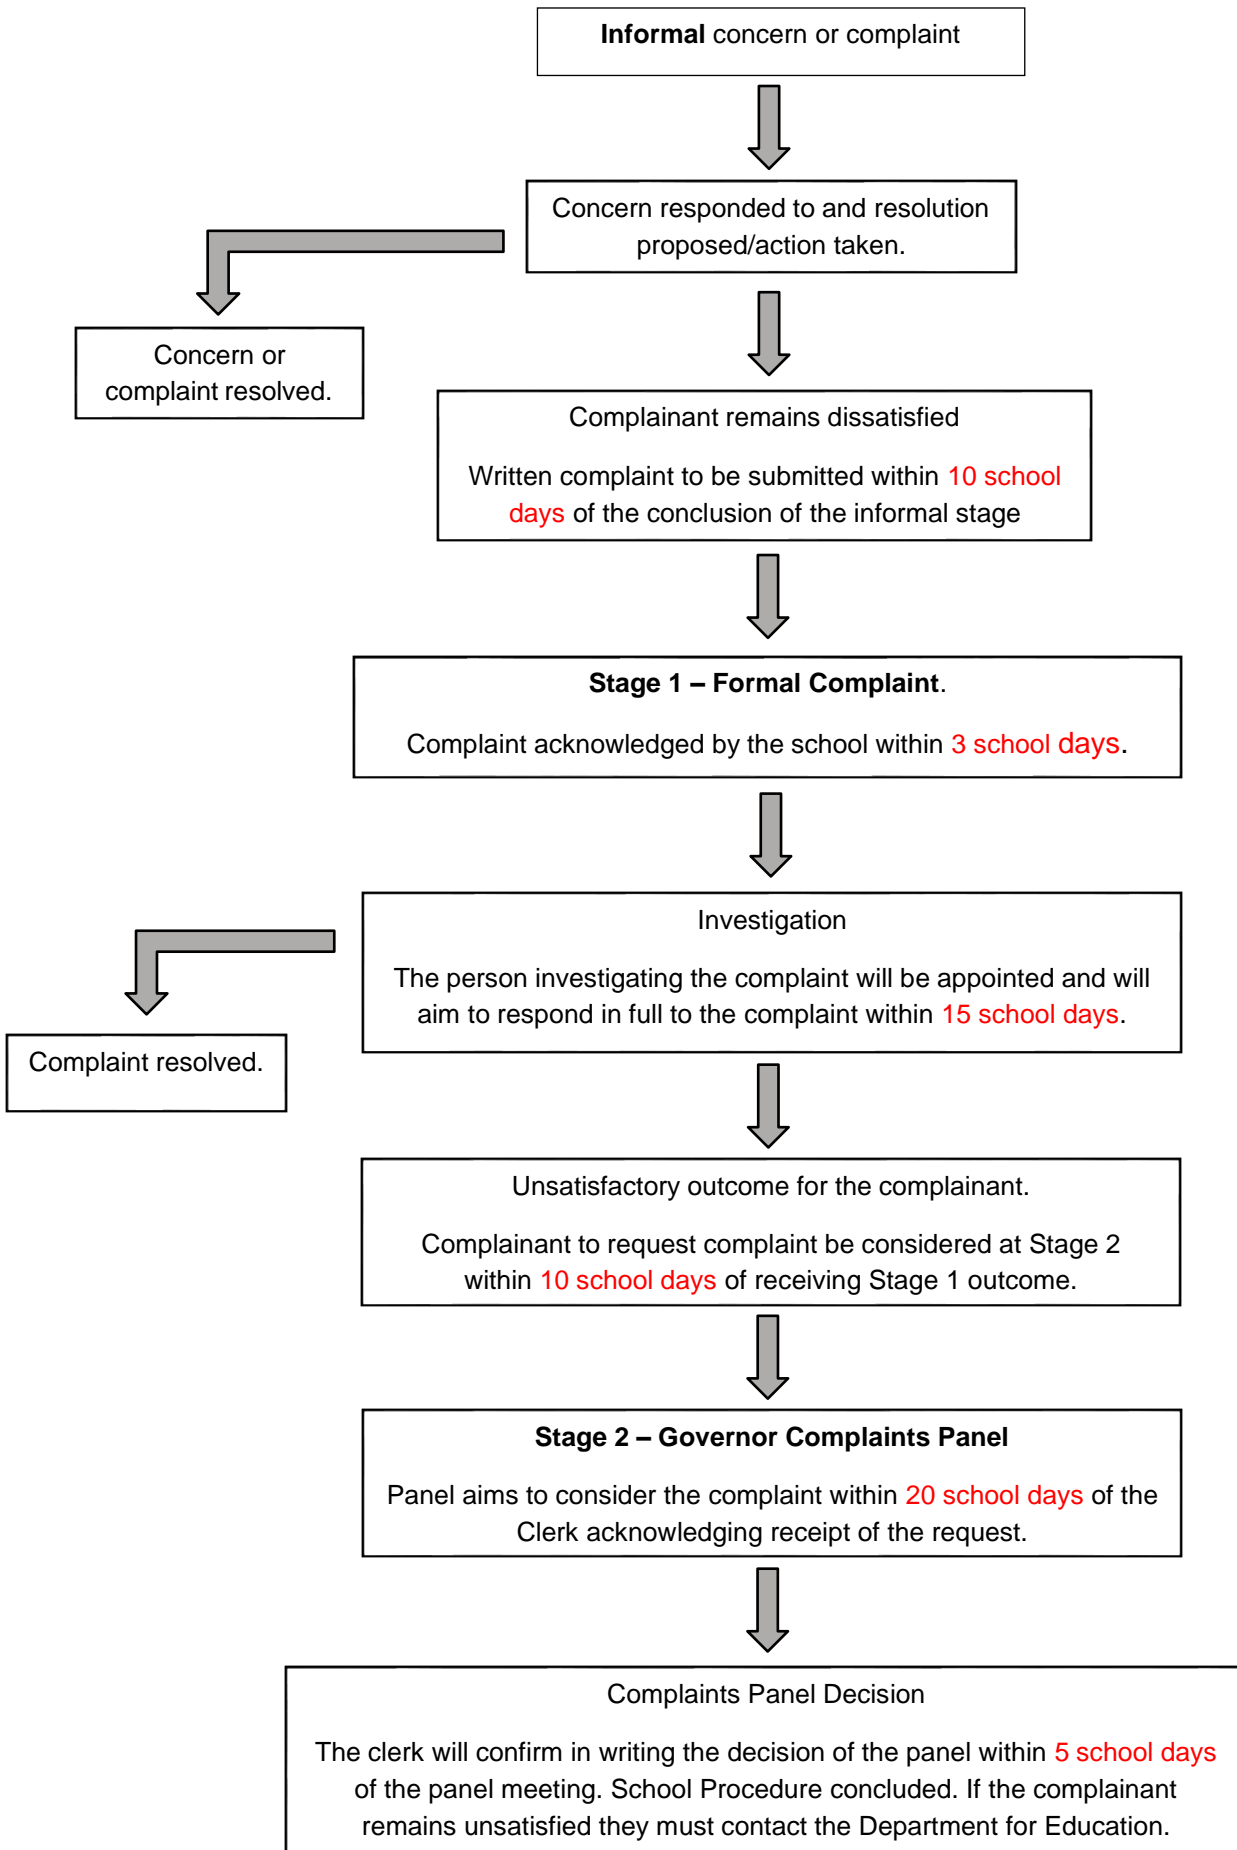 Informal concern or complaint
Concern responded to and resolution
proposed/action taken.
Concern or
complaint resolved.
Complainant remains dissatisfied
Written complaint to be submitted within 10 school
days of the conclusion of the informal stage
Stage 1 – Formal Complaint.
Complaint acknowledged by the school within 3 school days.
Investigation
The person investigating the complaint will be appointed and will
aim to respond in full to the complaint within 15 school days.
Complaint resolved.
Unsatisfactory outcome for the complainant.
Complainant to request complaint be considered at Stage 2
within 10 school days of receiving Stage 1 outcome.
Stage 2 – Governor Complaints Panel
Panel aims to consider the complaint within 20 school days of the
Clerk acknowledging receipt of the request.
Complaints Panel Decision
The clerk will confirm in writing the decision of the panel within 5 school days
of the panel meeting. School Procedure concluded. If the complainant
remains unsatisfied they must contact the Department for Education.